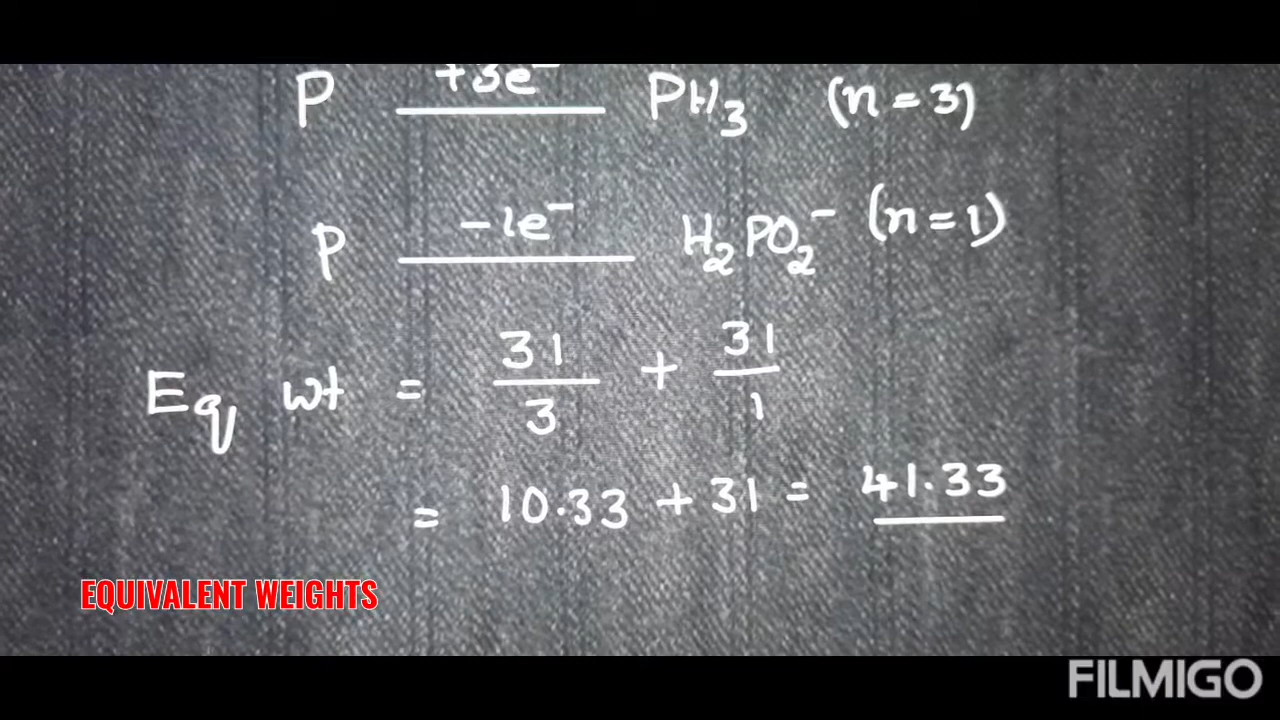 P +3e⁻ PH₃ (n = 3)
P -1e⁻ H₂PO₂⁻ (n = 1)
Eq wt = 31/3 + 31/1
= 10.33 + 31 = 41.33
EQUIVALENT WEIGHTS
FILMIGO